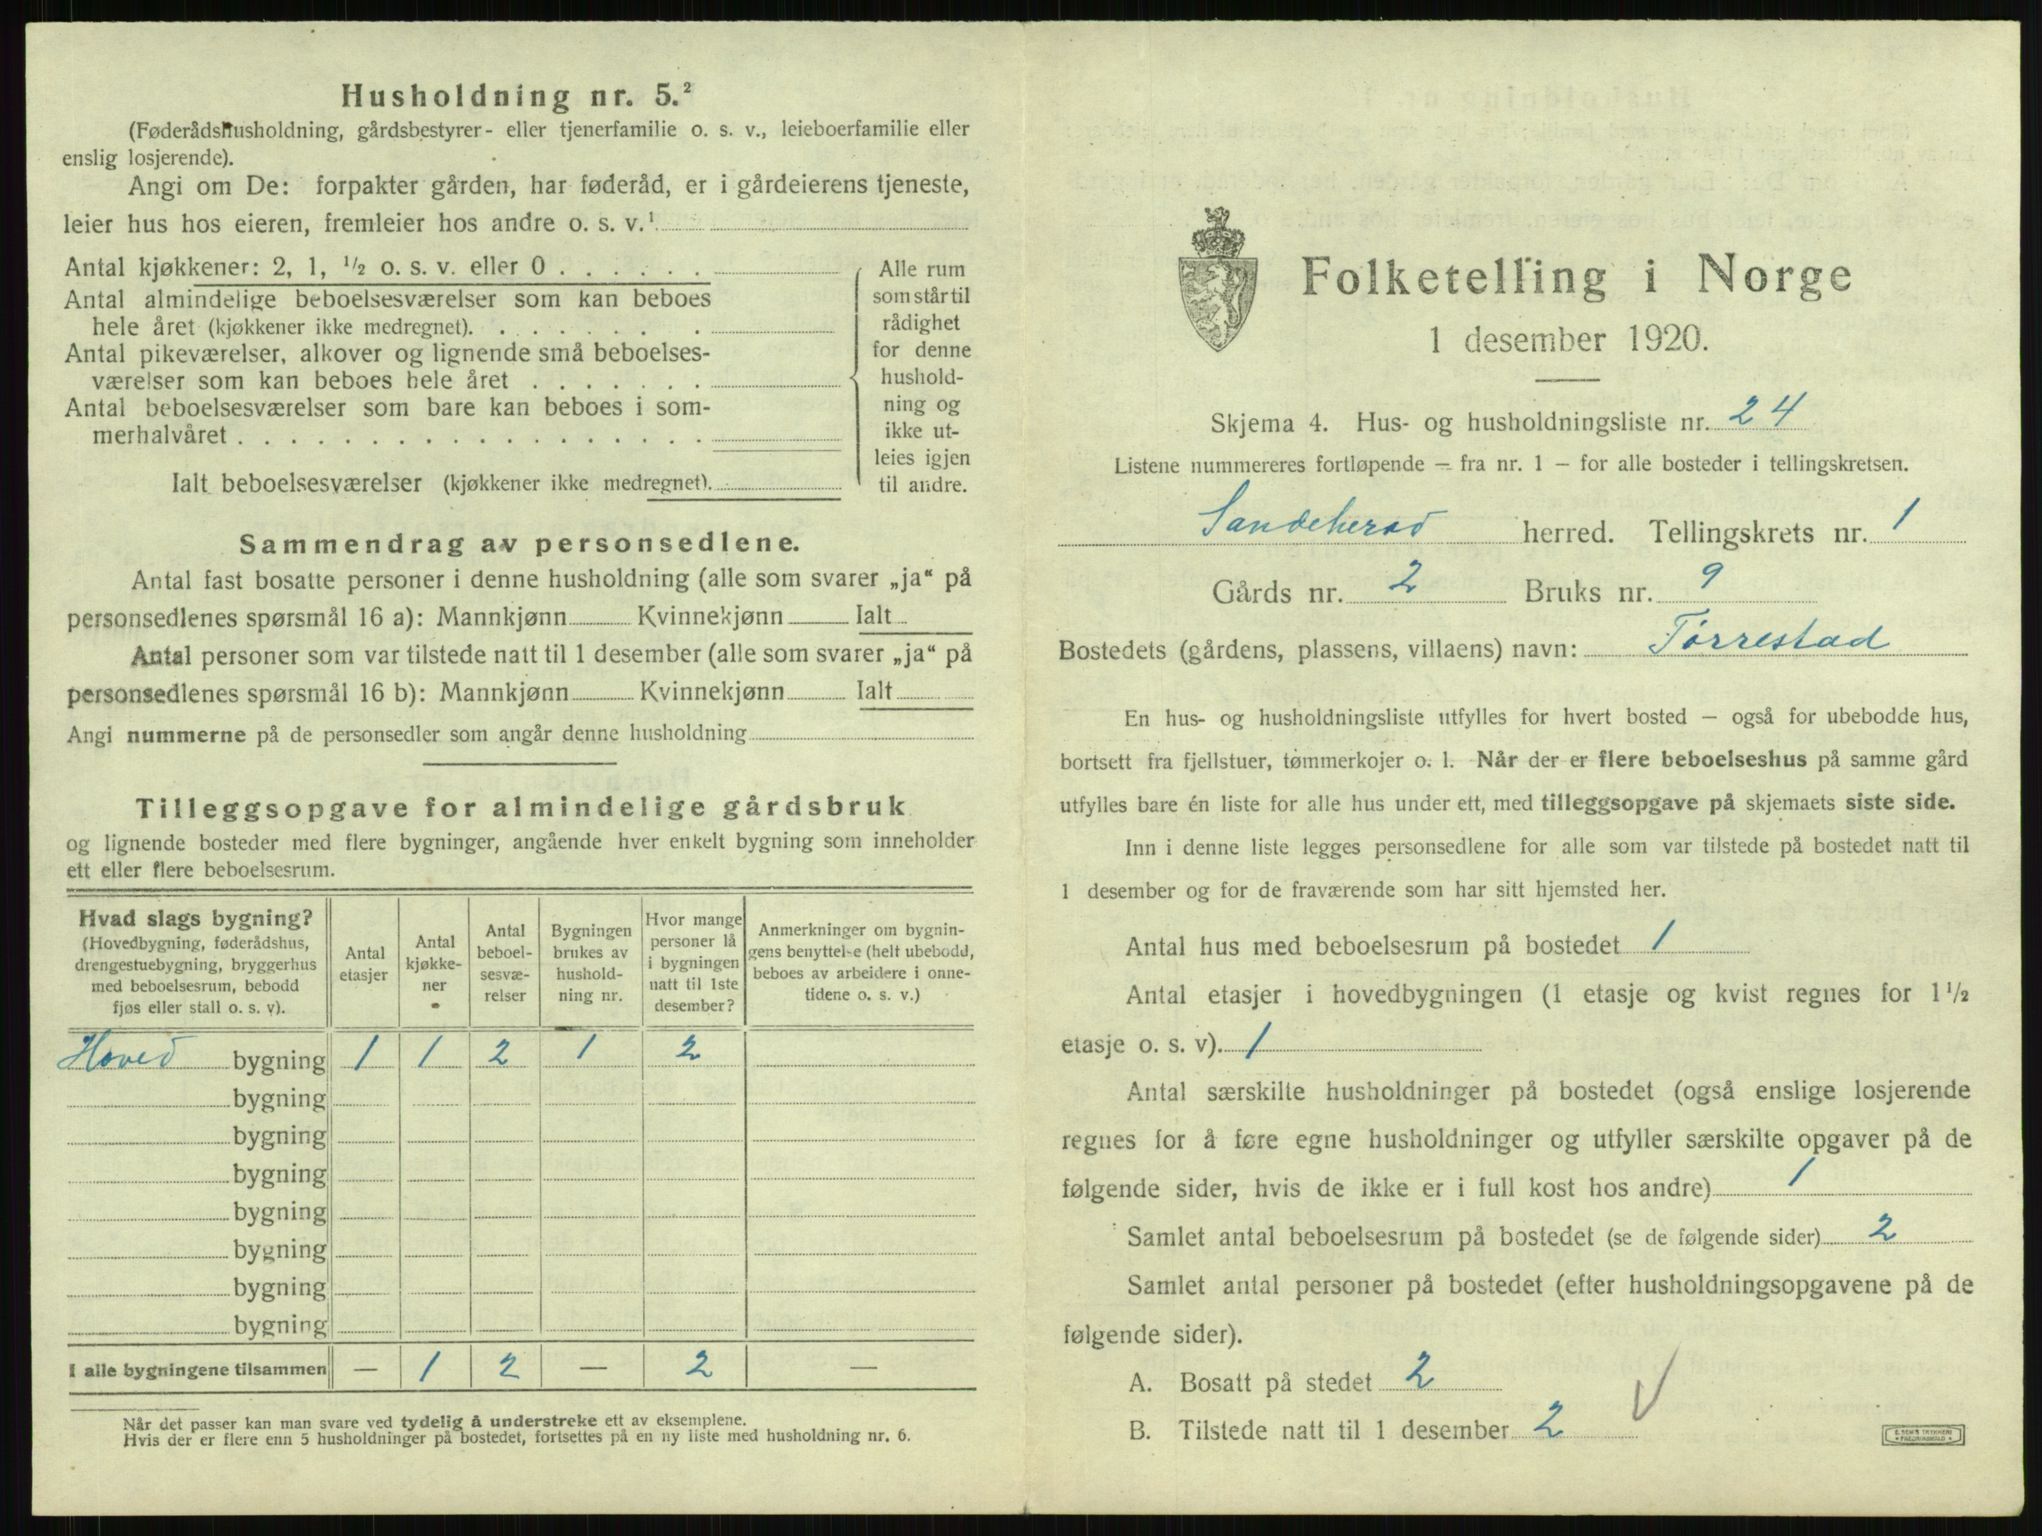 Husholdning nr. 5.²
(Føderådshusholdning, gårdsbestyrer- eller tjenerfamilie o. s. v., leieboerfamilie eller
enslig losjerende).
Angi om De: forpakter gården, har føderåd, er i gårdeierens tjeneste,
leier hus hos eieren, fremleier hos andre o. s. v.¹
Antal kjøkkener: 2, 1, ½ o. s. v. eller 0 . . . . . .
Antal almindelige beboelsesværelser som kan beboes
hele året (kjøkkener ikke medregnet). . . . . . . .
Antal pikeværelser, alkover og lignende små beboelses-
værelser som kan beboes hele året . . . . . . .
Antal beboelsesværelser som bare kan beboes i som-
merhalvåret . . . . . . . . . . . . . . . . . .
Ialt beboelsesværelser (kjøkkener ikke medregnet).
Alle rum
som står til
rådighet
for denne
hushold-
ning og
ikke ut-
leies igjen
til andre.
Sammendrag av personsedlene.
Antal fast bosatte personer i denne husholdning (alle som svarer „ja“ på
personsedlenes spørsmål 16 a): Mannkjønn Kvinnekjønn Ialt
Antal personer som var tilstede natt til 1 desember (alle som svarer „ja“ på
personsedlenes spørsmål 16 b): Mannkjønn Kvinnekjønn Ialt
Angi nummerne på de personsedler som angår denne husholdning
Tilleggsopgave for almindelige gårdsbruk
og lignende bosteder med flere bygninger, angående hver enkelt bygning som inneholder
ett eller flere beboelsesrum.
Hvad slags bygning?
(Hovedbygning, føderådshus,
drengestuebygning, bryggerhus
med beboelsesrum, bebodd
fjøs eller stall o. s. v).
Antal
etasjer
Antal
kjøkke-
ner
Antal
beboel-
sesvæ-
relser
Bygningen
brukes av
hushold-
ning nr.
Hvor mange
personer lå
i bygningen
natt til 1ste
desember?
Anmerkninger om bygnin-
gens benyttelse (helt ubebodd,
beboes av arbeidere i onne-
tidene o. s. v.)
Hoved bygning 1 1 2 1 2
bygning
bygning
bygning
bygning
bygning
bygning
bygning
I alle bygningene tilsammen — 1 2 — 2 —
Når det passer kan man svare ved tydelig å understreke ett av eksemplene.
Hvis der er flere enn 5 husholdninger på bostedet, fortsettes på en ny liste med husholdning nr. 6.
Folketelling i Norge
1 desember 1920.
Skjema 4. Hus- og husholdningsliste nr. 24
Listene nummereres fortløpende – fra nr. 1 – for alle bosteder i tellingskretsen.
Sandeherad herred. Tellingskrets nr. 1
Gårds nr. 2 Bruks nr. 9
Bostedets (gårdens, plassens, villaens) navn: Tørrestad
En hus- og husholdningsliste utfylles for hvert bosted – også for ubebodde hus,
bortsett fra fjellstuer, tømmerkojer o. l. Når der er flere beboelseshus på samme gård
utfylles bare én liste for alle hus under ett, med tilleggsopgave på skjemaets siste side.
Inn i denne liste legges personsedlene for alle som var tilstede på bostedet natt til
1 desember og for de fraværende som har sitt hjemsted her.
Antal hus med beboelsesrum på bostedet 1
Antal etasjer i hovedbygningen (1 etasje og kvist regnes for 1 ½
etasje o. s. v). 1
Antal særskilte husholdninger på bostedet (også enslige losjerende
regnes for å føre egne husholdninger og utfyller særskilte opgaver på de
følgende sider, hvis de ikke er i full kost hos andre) 1
Samlet antal beboelsesrum på bostedet (se de følgende sider) 2
Samlet antal personer på bostedet (efter husholdningsopgavene på de
følgende sider).
A. Bosatt på stedet 2
B. Tilstede natt til 1 desember 2